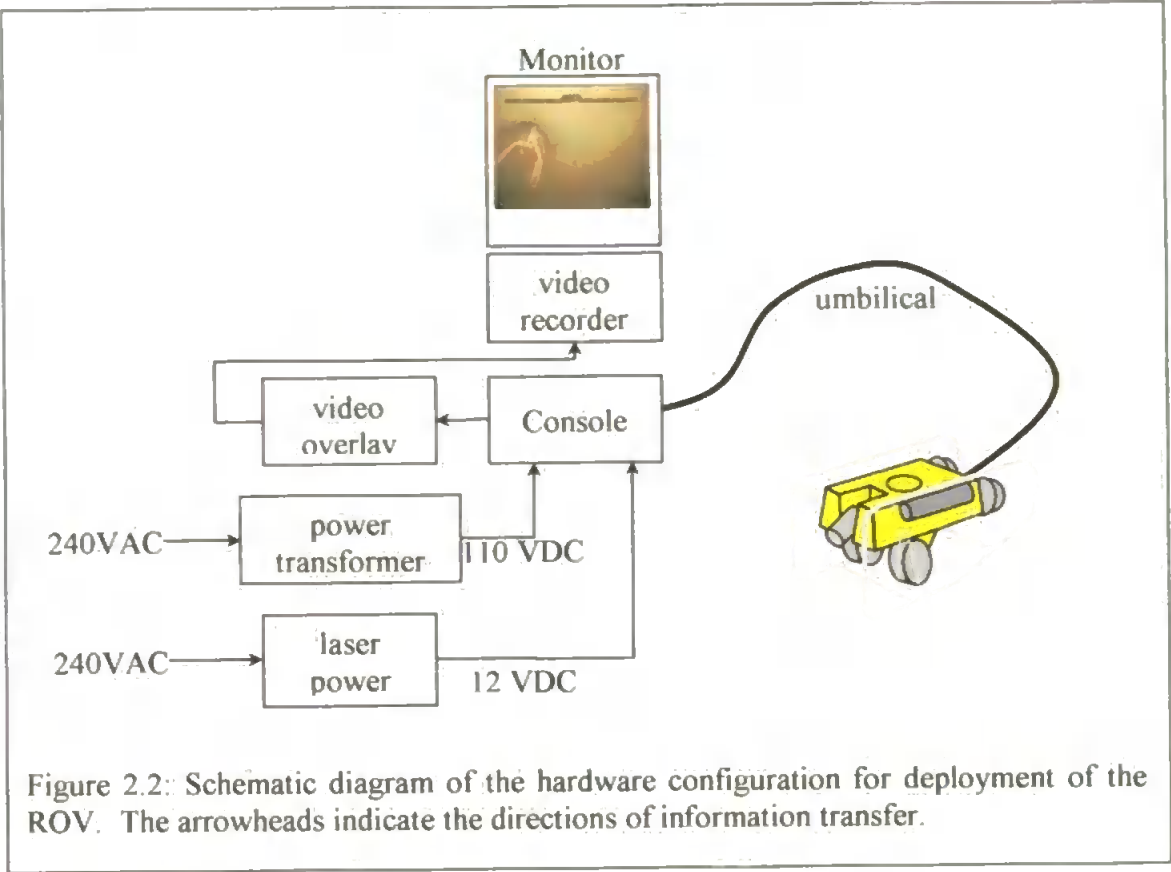 Monitor
video
recorder
umbilical
video
overlay
Console
240VAC
power
transformer
110 VDC
240VAC
laser
power
12 VDC
Figure 2.2: Schematic diagram of the hardware configuration for deployment of the
ROV. The arrowheads indicate the directions of information transfer.